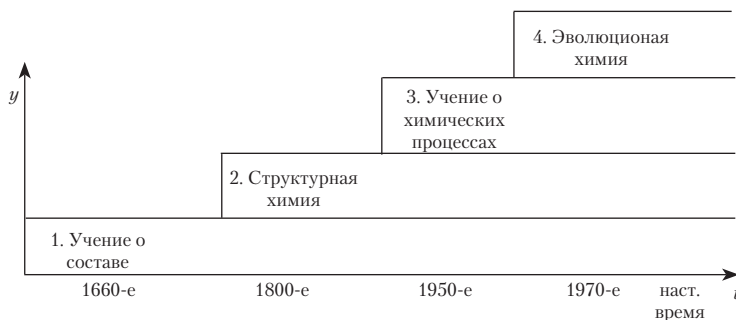 4. Эволюционая
химия
y
3. Учение о
химических
процессах
2. Структурная
химия
1. Учение о
составе
1660-е
1800-е
1950-е
1970-е
наст.
время
t